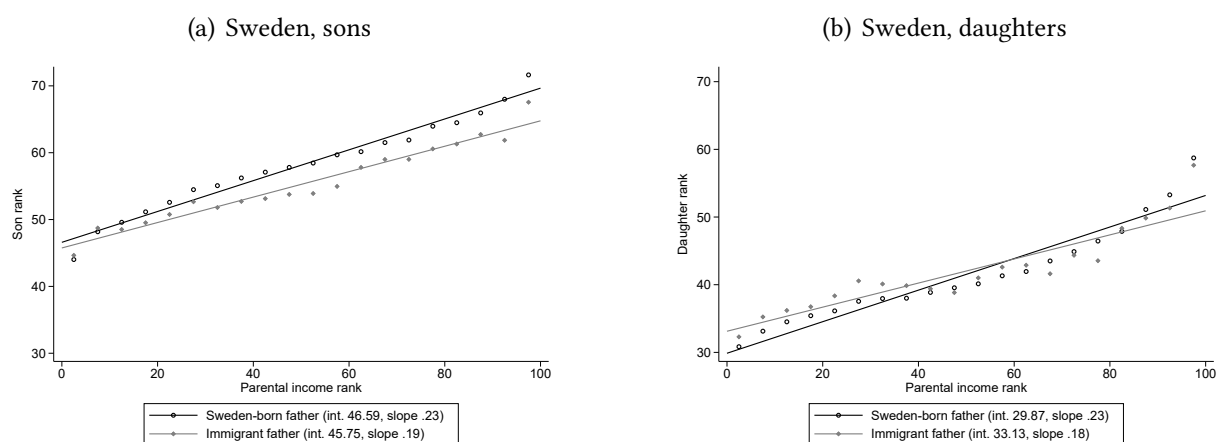 (a) Sweden, sons
Son rank
70
60
50
40
30
0 20 40 60 80 100
Parental income rank
Sweden-born father (int. 46.59, slope .23)
Immigrant father (int. 45.75, slope .19)
(b) Sweden, daughters
Daughter rank
70
60
50
40
30
0 20 40 60 80 100
Parental income rank
Sweden-born father (int. 29.87, slope .23)
Immigrant father (int. 33.13, slope .18)